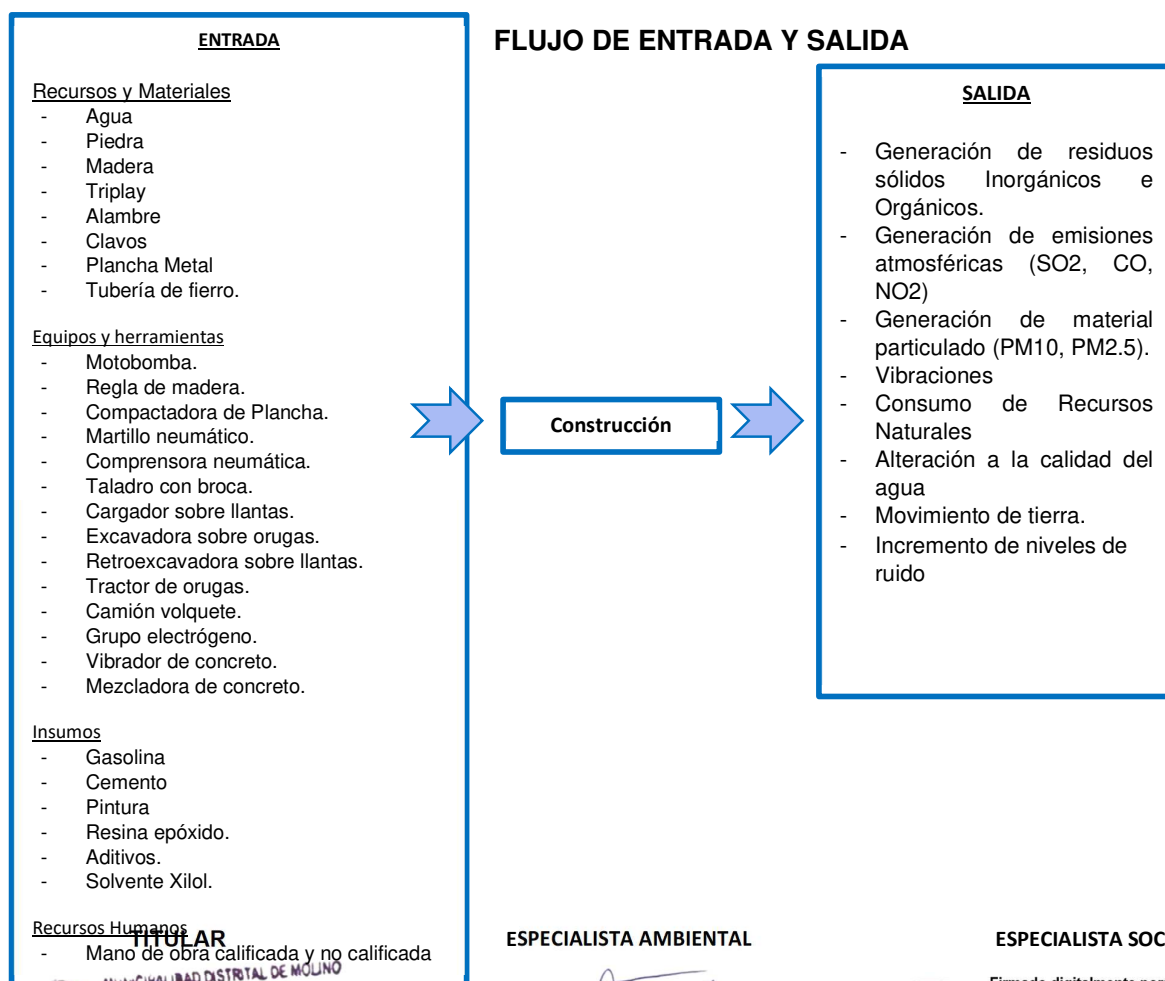 FLUJO DE ENTRADA Y SALIDA
ENTRADA
Recursos y Materiales
- Agua
- Piedra
- Madera
- Triplay
- Alambre
- Clavos
- Plancha Metal
- Tubería de fierro.
Equipos y herramientas
- Motobomba.
- Regla de madera.
- Compactadora de Plancha.
- Martillo neumático.
- Comprensora neumática.
- Taladro con broca.
- Cargador sobre llantas.
- Excavadora sobre orugas.
- Retroexcavadora sobre llantas.
- Tractor de orugas.
- Camión volquete.
- Grupo electrógeno.
- Vibrador de concreto.
- Mezcladora de concreto.
Insumos
- Gasolina
- Cemento
- Pintura
- Resina epóxido.
- Aditivos.
- Solvente Xilol.
Recursos Humanos
- Mano de obra calificada y no calificada
Construcción
SALIDA
- Generación de residuos
sólidos Inorgánicos e
Orgánicos.
- Generación de emisiones
atmosféricas (SO2, CO,
NO2)
- Generación de material
particulado (PM10, PM2.5).
- Vibraciones
- Consumo de Recursos
Naturales
- Alteración a la calidad del
agua
- Movimiento de tierra.
- Incremento de niveles de
ruido
TITULAR
MUNICIPALIDAD DISTRITAL DE MOLINO
ESPECIALISTA AMBIENTAL
ESPECIALISTA SOC
Firmado digitalmente por